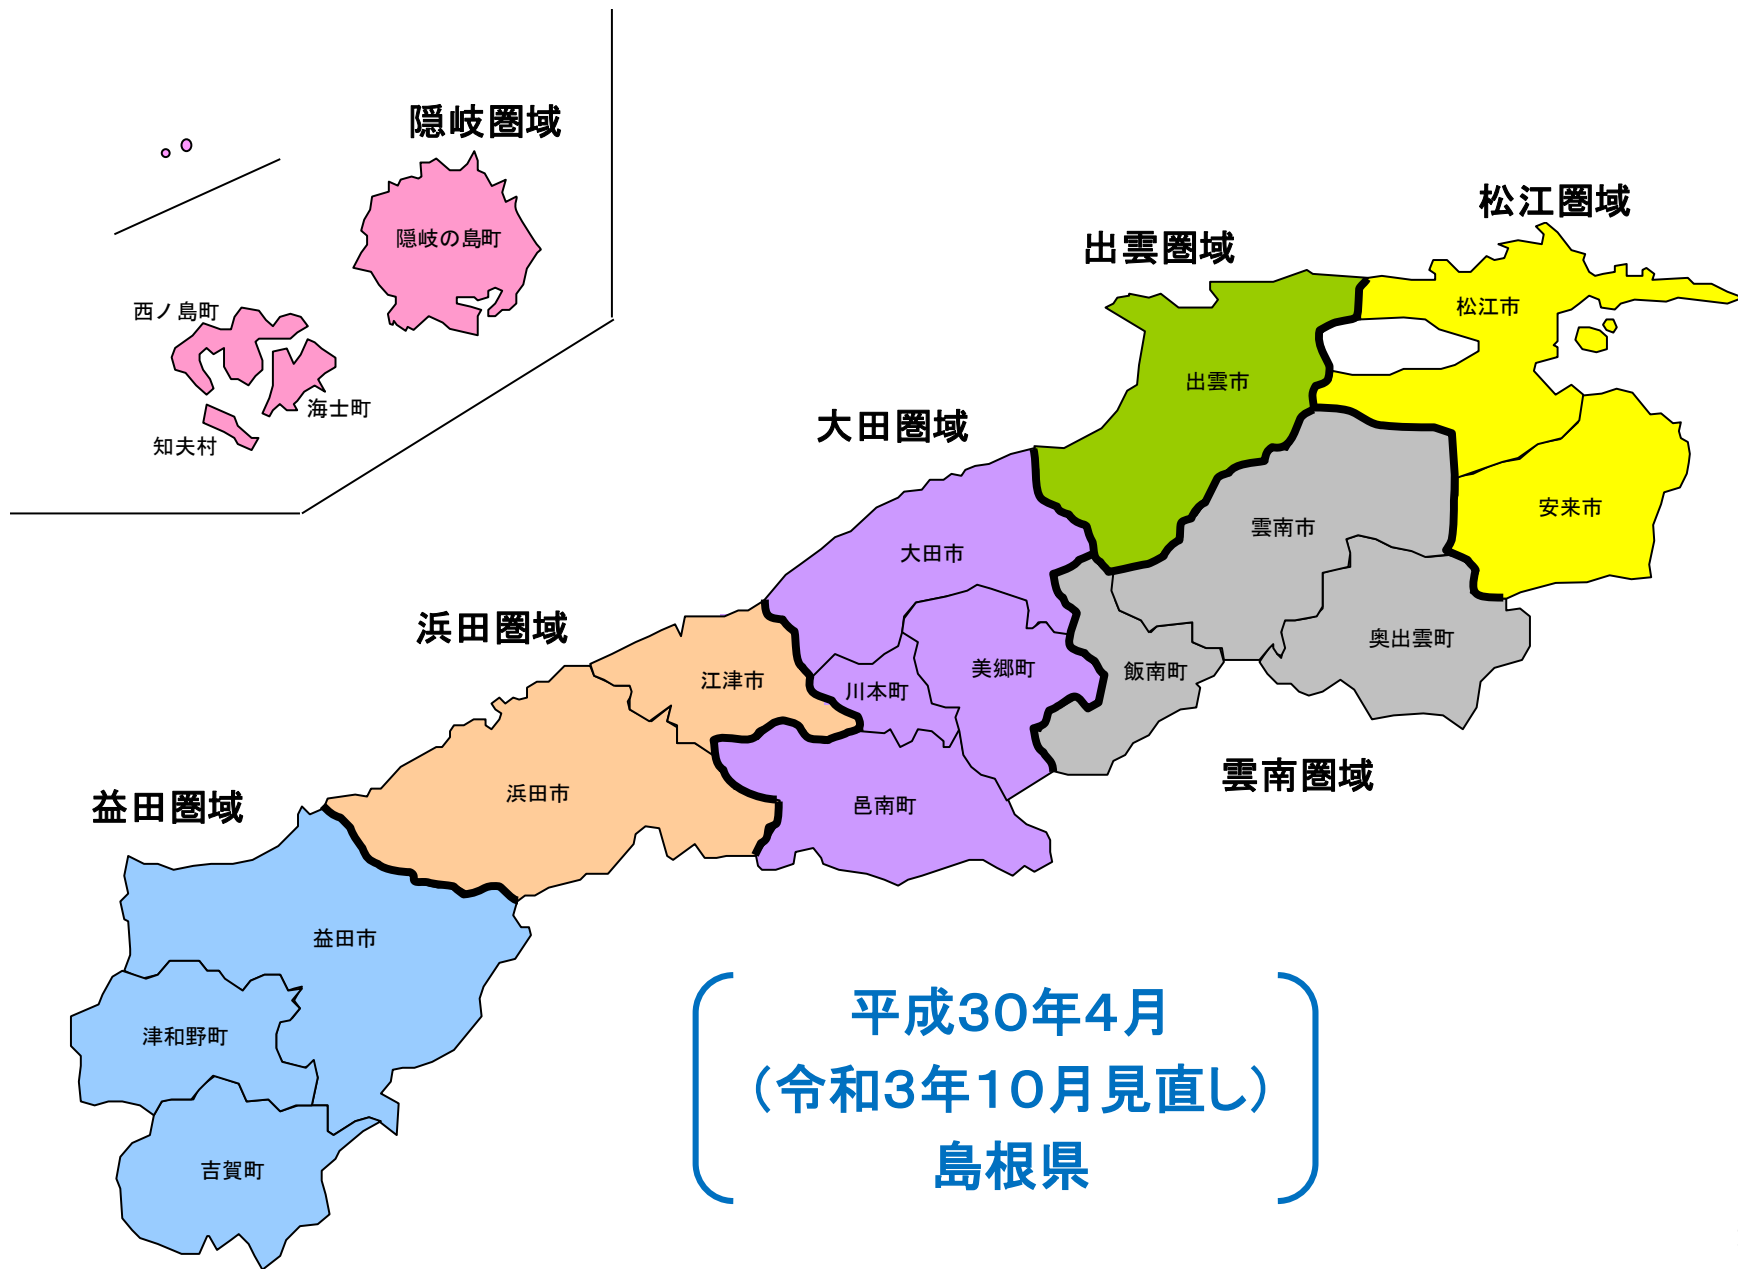 隠岐圏域
隠岐の島町
西ノ島町
海士町
知夫村
松江圏域
出雲圏域
松江市
出雲市
大田圏域
安来市
雲南市
大田市
浜田圏域
奥出雲町
美郷町
飯南町
江津市
川本町
雲南圏域
浜田市
邑南町
益田圏域
益田市
津和野町
吉賀町
平成30年4月
（令和3年10月見直し）
島根県